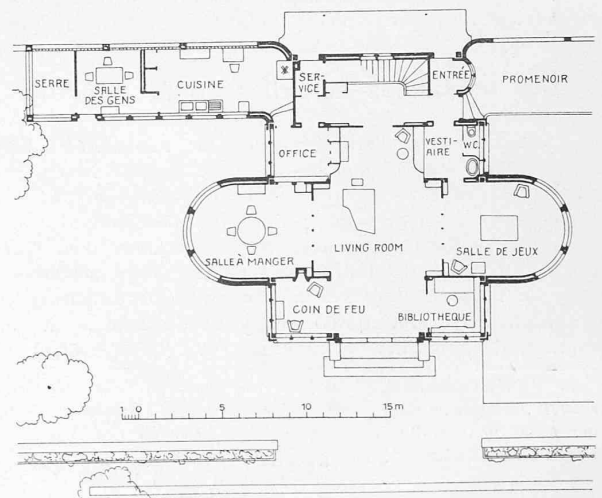 SERRE
SALLE
DES GENS
CUISINE
SER-
VICE
ENTRÉE
PROMENOIR
OFFICE
VESTI-
AIRE
W.C.
SALLE À MANGER
LIVING ROOM
SALLE DE JEUX
COIN DE FEU
BIBLIOTHEQUE
1 0 5 10 15 m